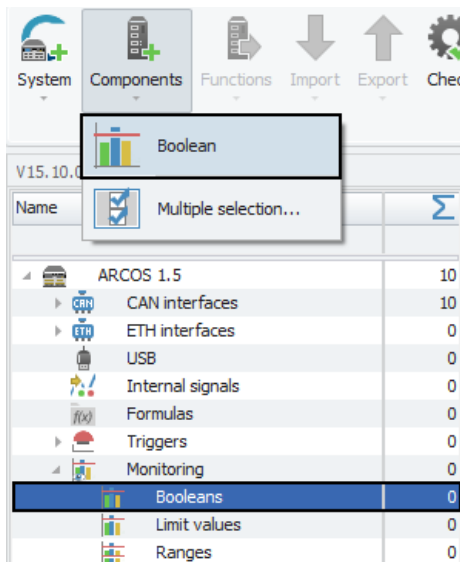 System Components Functions Import Export Chec
Boolean
V15.10.0
Multiple selection...
Name Σ
ARCOS 1.5 10
CAN CAN interfaces 10
ETH ETH interfaces 0
USB 0
Internal signals 0
f(x) Formulas 0
Triggers 0
Monitoring 0
Booleans 0
Limit values 0
Ranges 0